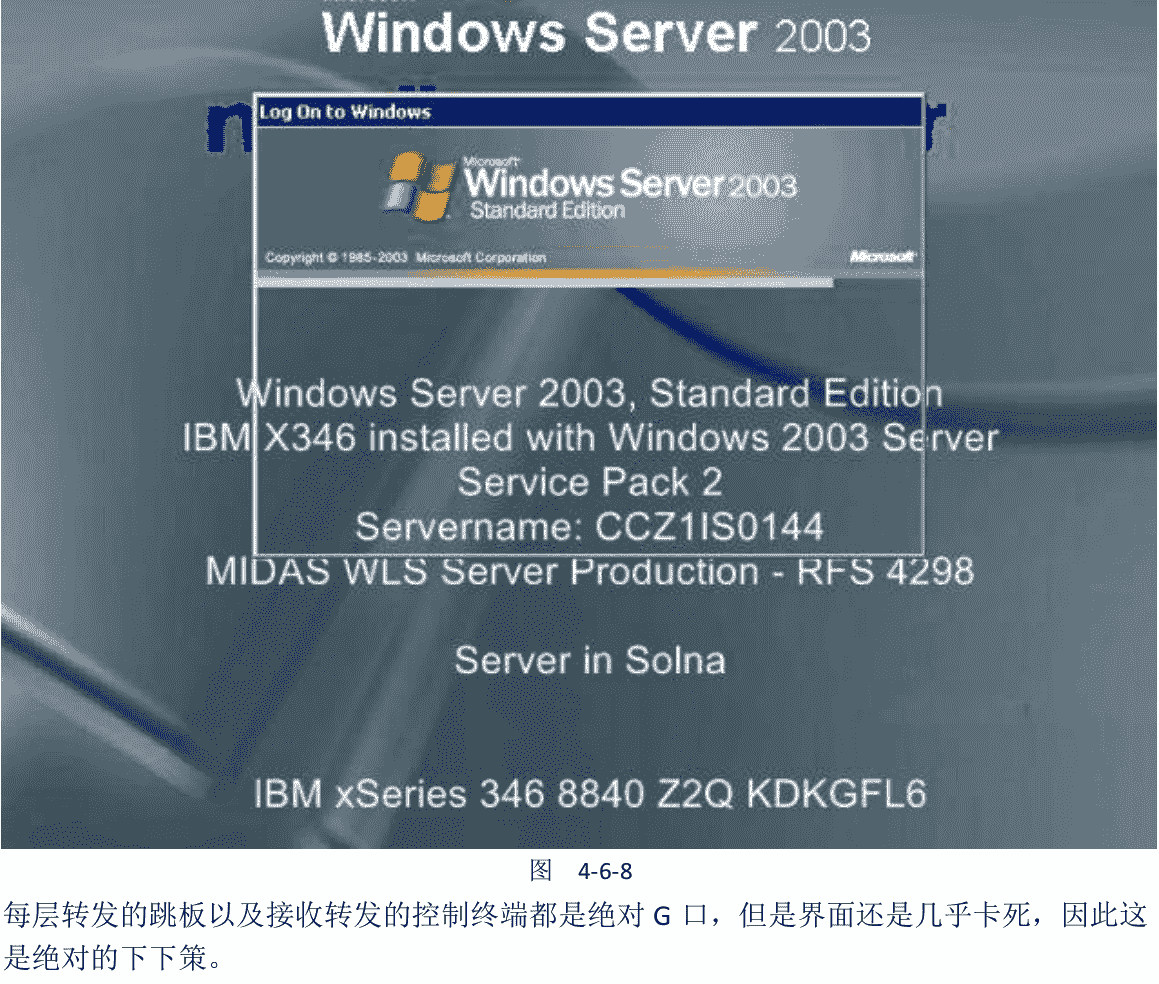 Windows Server 2003
Log On to Windows
Microsoft
Windows Server 2003
Standard Edition
Copyright © 1985-2003 Microsoft Corporation
Microsoft
Windows Server 2003, Standard Edition
IBM X346 installed with Windows 2003 Server
Service Pack 2
Servername: CCZ1IS0144
MIDAS WLS Server Production - RFS 4298
Server in Solna
IBM xSeries 346 8840 Z2Q KDKGFL6
图 4-6-8
每层转发的跳板以及接收转发的控制终端都是绝对 G 口，但是界面还是几乎卡死，因此这
是绝对的下下策。